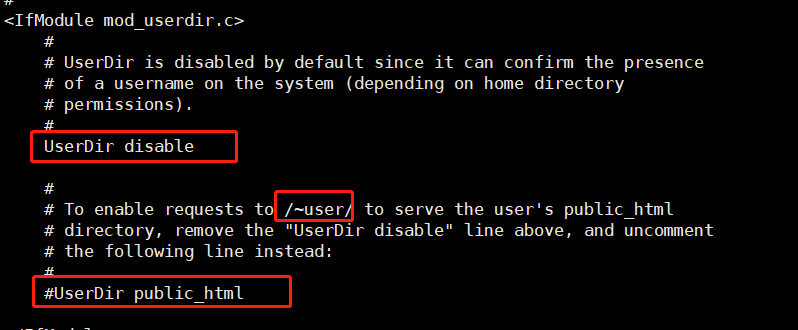 #
<IfModule mod_userdir.c>
#
# UserDir is disabled by default since it can confirm the presence
# of a username on the system (depending on home directory
# permissions).
#
UserDir disable
#
# To enable requests to /~user/ to serve the user's public_html
# directory, remove the "UserDir disable" line above, and uncomment
# the following line instead:
#
#UserDir public_html